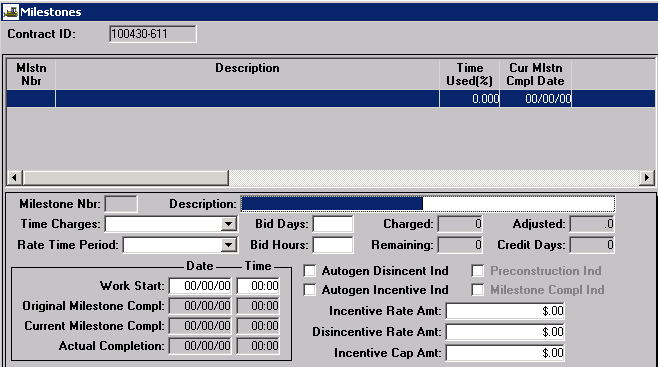 Milestones
Contract ID: 100430-611
Mlstn Nbr Description Time Used(%) Cur Mlstn Cmpl Date
0.000 00/00/00
Milestone Nbr: Description:
Time Charges: Bid Days: Charged: 0 Adjusted: .0
Rate Time Period: Bid Hours: Remaining: 0 Credit Days: 0
Date Time
Work Start: 00/00/00 00:00
Original Milestone Compl: 00/00/00 00:00
Current Milestone Compl: 00/00/00 00:00
Actual Completion: 00/00/00 00:00
Autogen Disincent Ind Preconstruction Ind
Autogen Incentive Ind Milestone Compl Ind
Incentive Rate Amt: $.00
Disincentive Rate Amt: $.00
Incentive Cap Amt: $.00